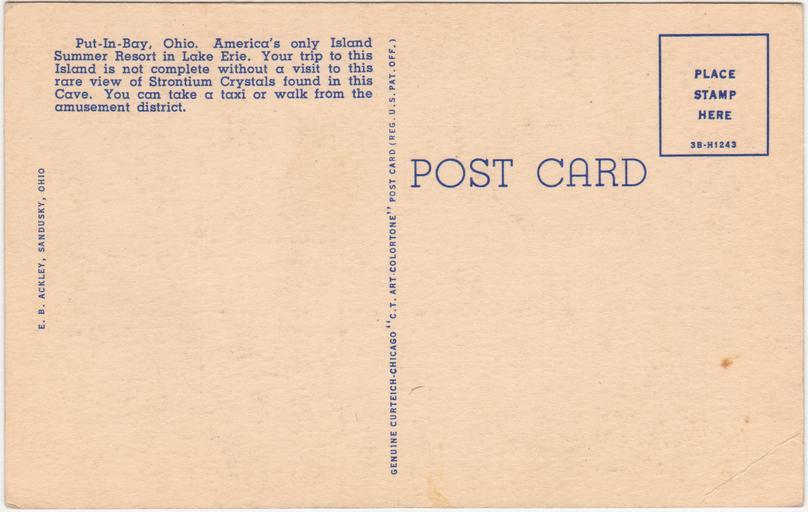 Put-In-Bay, Ohio. America's only Island
Summer Resort in Lake Erie. Your trip to this
Island is not complete without a visit to this
rare view of Strontium Crystals found in this
Cave. You can take a taxi or walk from the
amusement district.
E. B. ACKLEY, SANDUSKY, OHIO
GENUINE CURTEICH-CHICAGO "C.T. ART-COLORTONE" POST CARD (REG. U.S. PAT. OFF.)
POST CARD
PLACE
STAMP
HERE
3B-H1243